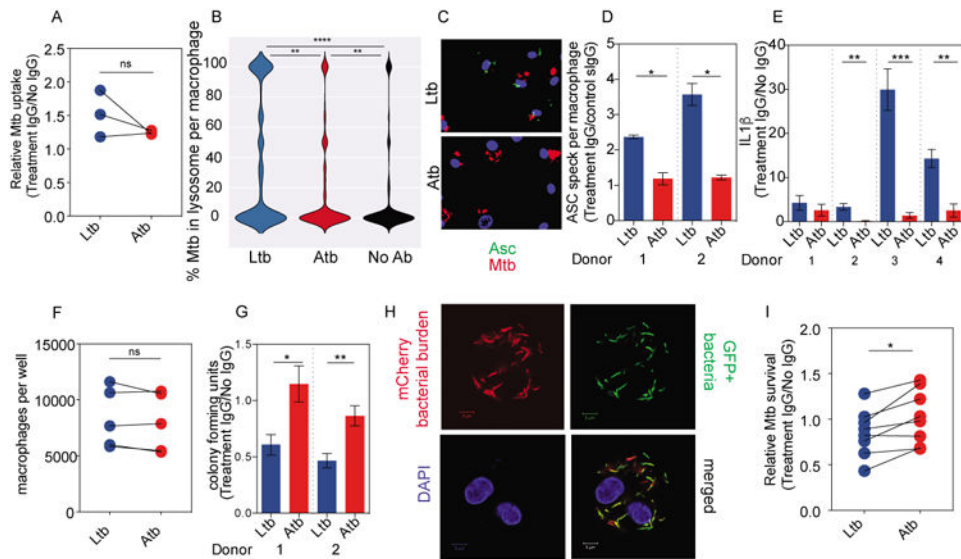 A
Relative Mtb uptake
(Treatment IgG/No IgG)
2.5
2.0
1.5
1.0
0.5
0.0
ns
Ltb
Atb
B
% Mtb in lysosome per macrophage
100
80
60
40
20
0
****
**
**
Ltb
Atb
No Ab
C
Ltb
Atb
Asc
Mtb
D
ASC speck per macrophage
(Treatment IgG/control sIgG)
5
4
3
2
1
0
*
*
Ltb
Atb
Ltb
Atb
Donor
1
2
E
IL1β
(Treatment IgG/No IgG)
40
30
20
10
0
**
***
**
Ltb
Atb
Ltb
Atb
Ltb
Atb
Ltb
Atb
Donor
1
2
3
4
F
macrophages per well
15000
10000
5000
0
ns
Ltb
Atb
G
colony forming units
(Treatment IgG/No IgG)
1.5
1.0
0.5
0
*
**
Ltb
Atb
Ltb
Atb
Donor
1
2
H
mCherry
bacterial burden
GFP+
bacteria
DAPI
merged
I
Relative Mtb survival
(Treatment IgG/No IgG)
2.0
1.5
1.0
0.5
0.0
*
Ltb
Atb